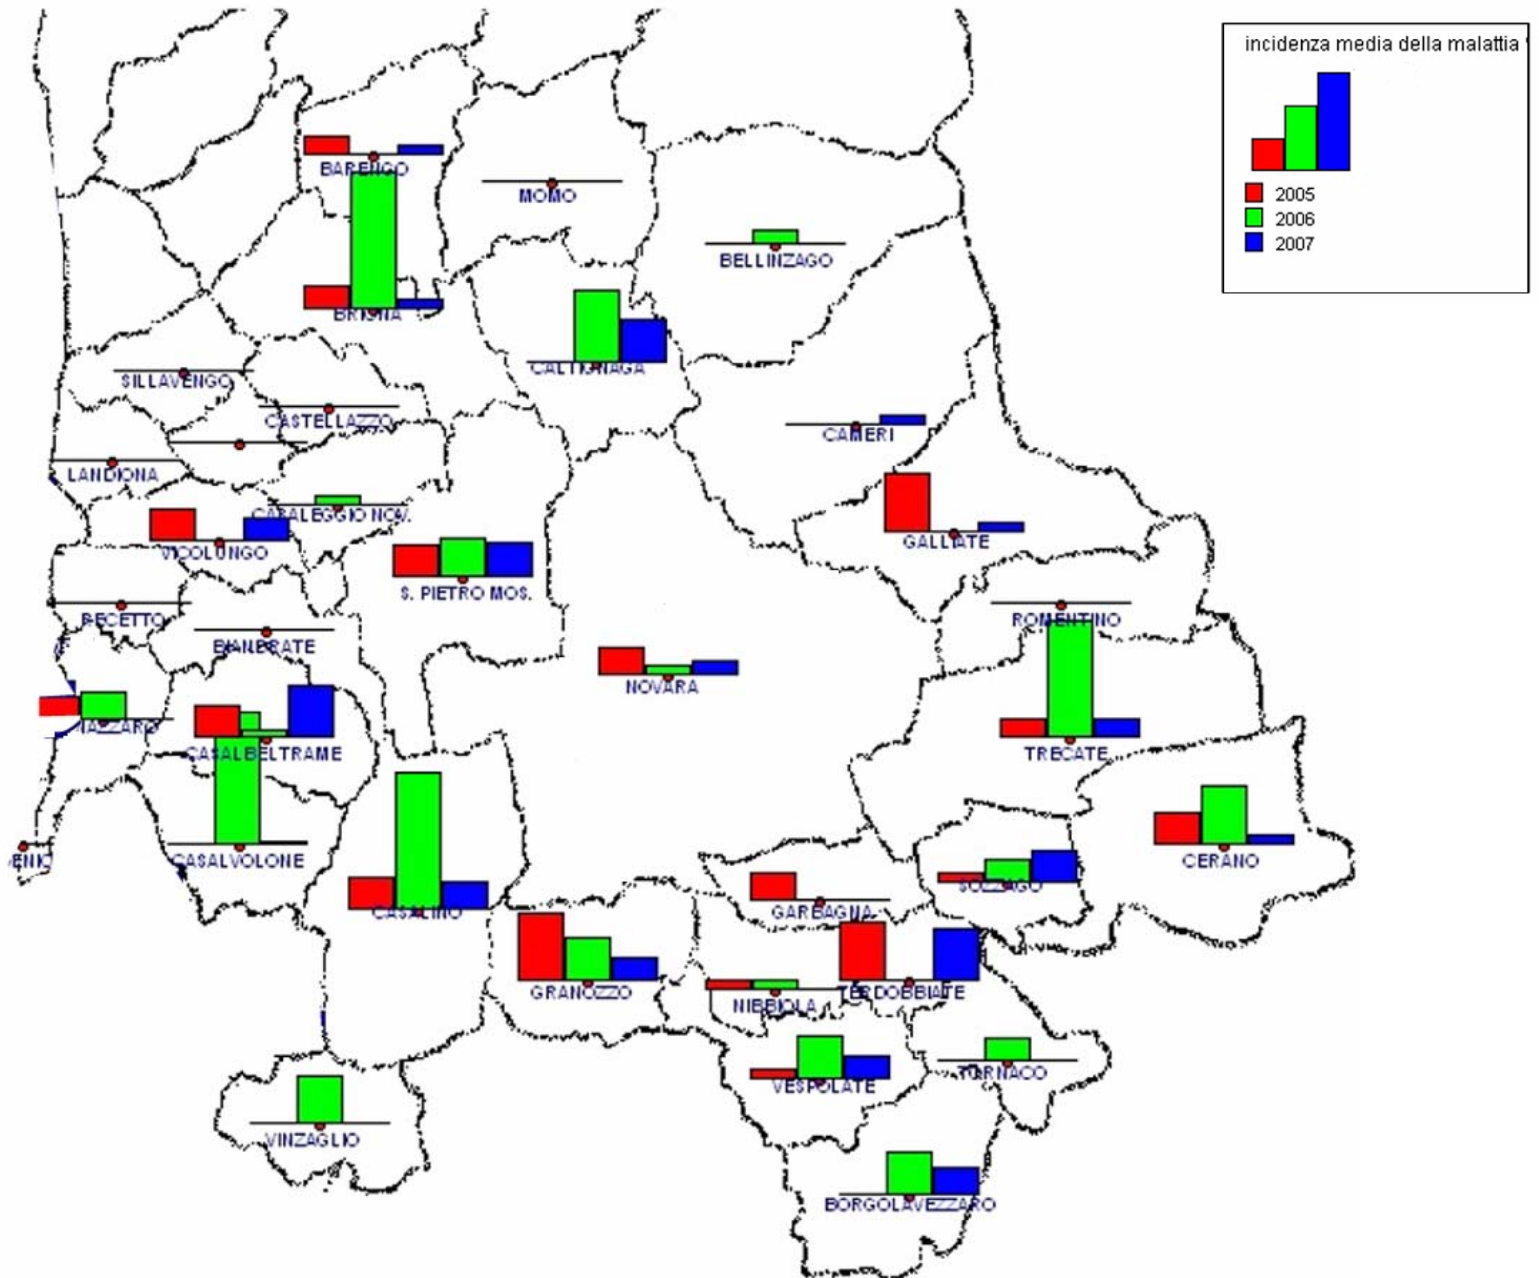 incidenza media della malattia
2005
2006
2007
BARENGO
MOMO
BELLINZAGO
BRIONA
CALTIGNAGA
SILLAVENGO
CASTELLAZZO
CAMERI
LANDIONA
CASALEGGIO NOV.
VICOLUNGO
GALLIATE
S. PIETRO MOS.
RECETTO
ROMENTINO
BIANDRATE
NOVARA
CASALBELTRAME
TRECATE
CASALVOLONE
CERANO
SOZZAGO
CASALINO
GARBAGNA
GRANOZZO
NIBBIOLA
TERDOBBIATE
TORNACO
VESPOLATE
VINZAGLIO
BORGOLAVEZZARO